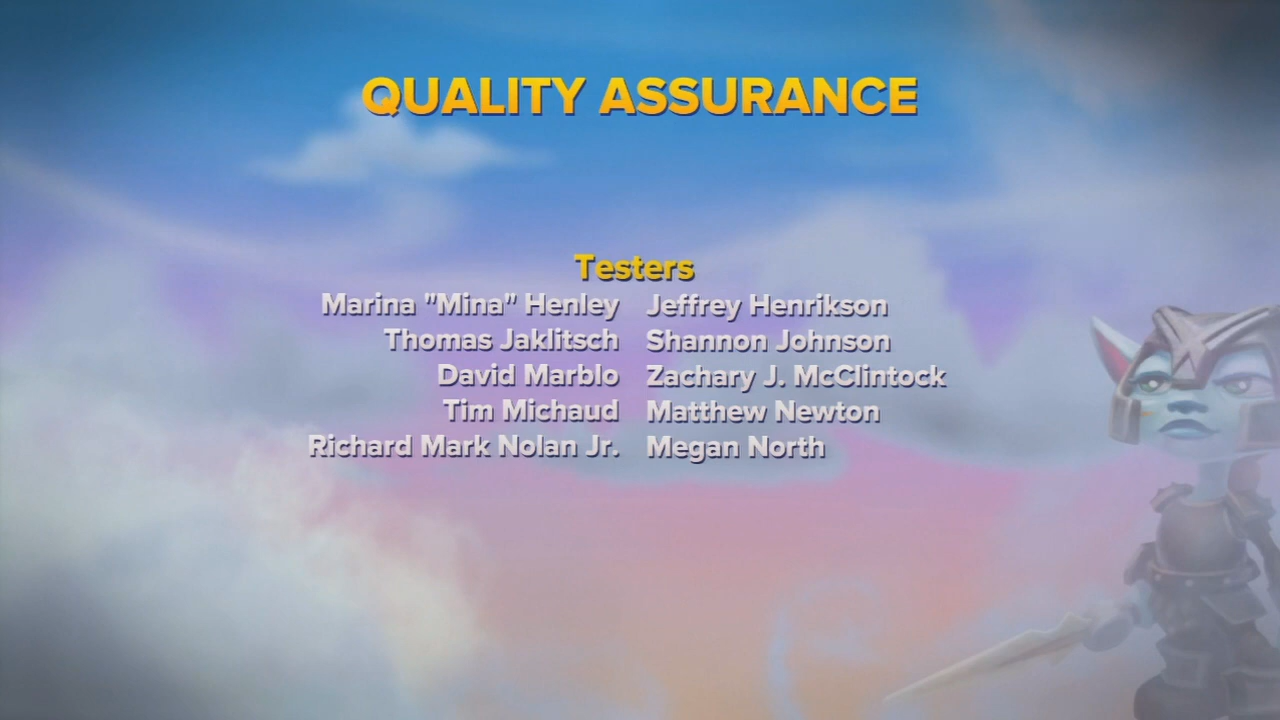 QUALITY ASSURANCE
Testers
Marina "Mina" Henley Jeffrey Henrikson
Thomas Jaklitsch Shannon Johnson
David Marblo Zachary J. McClintock
Tim Michaud Matthew Newton
Richard Mark Nolan Jr. Megan North